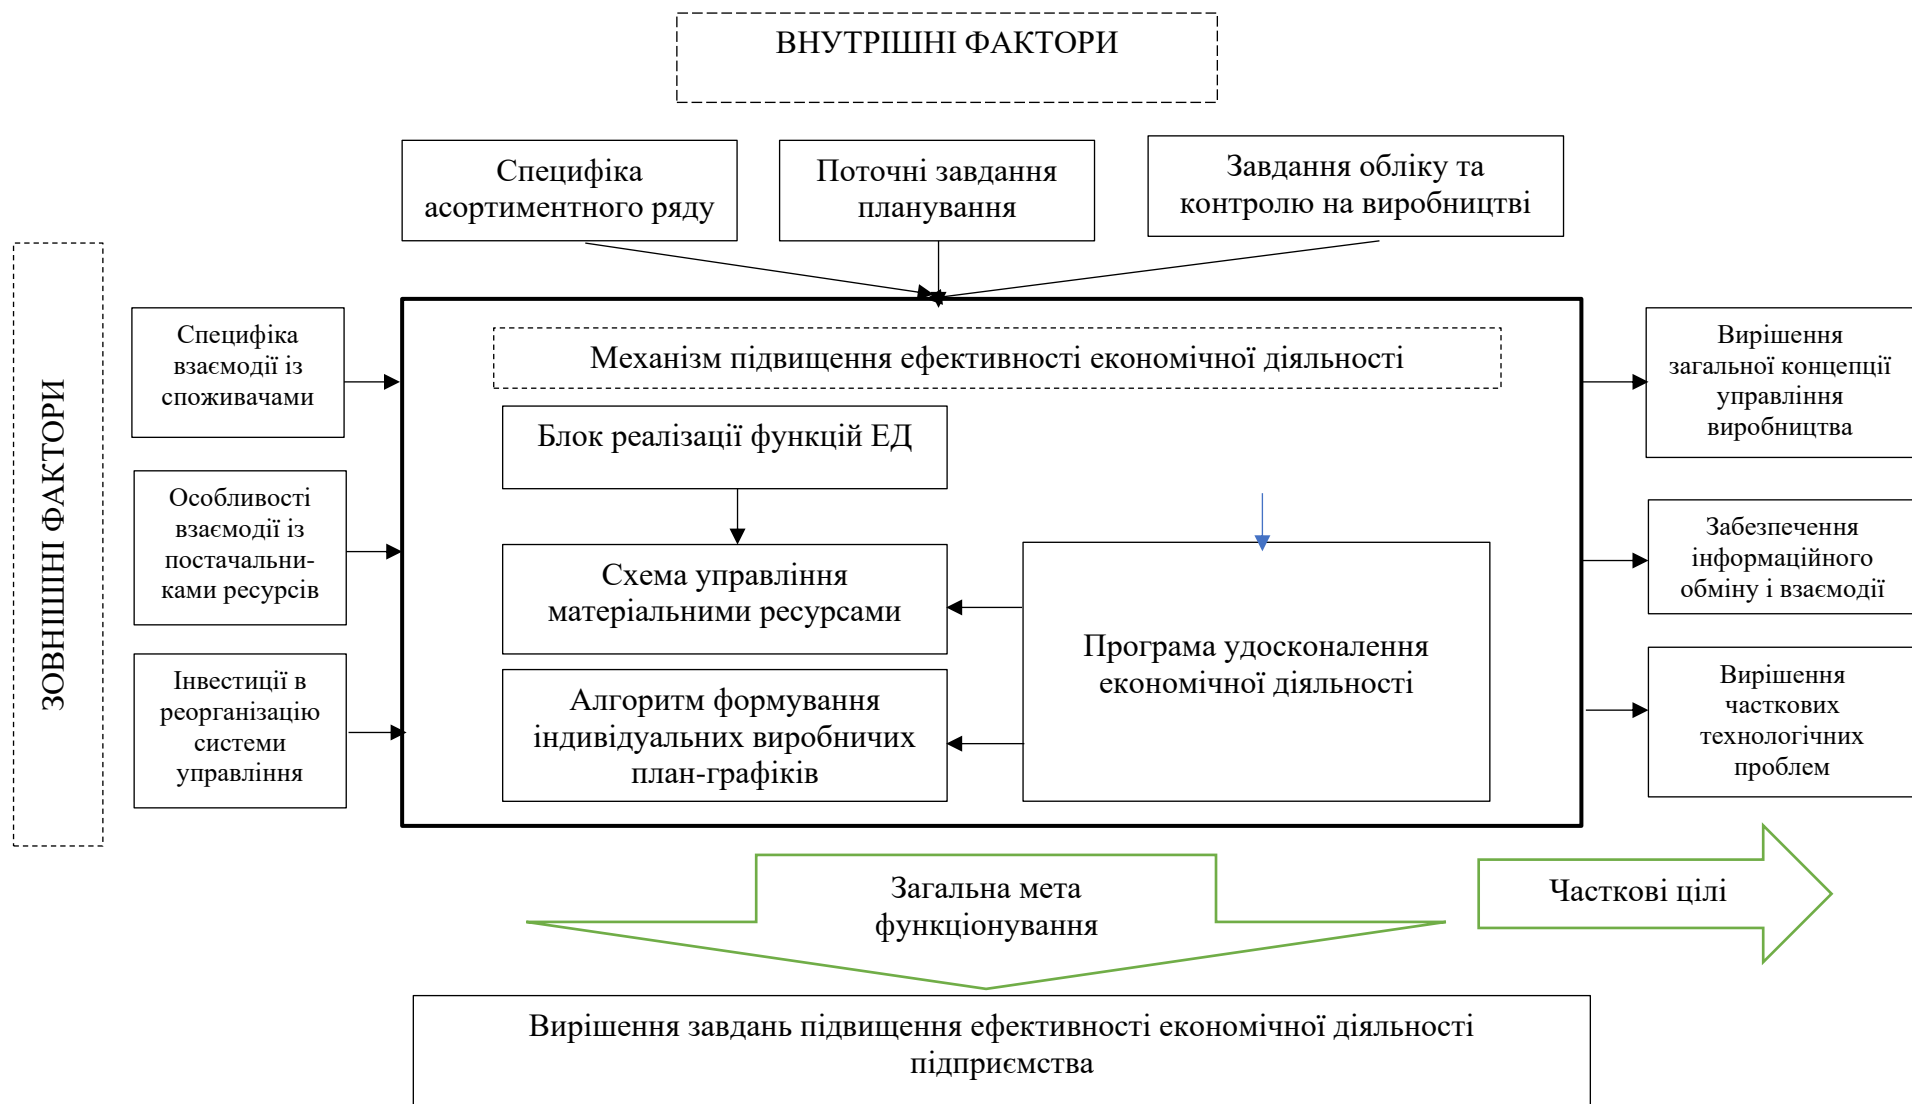 ВНУТРІШНІ ФАКТОРИ
Специфіка
асортиментного ряду
Поточні завдання
планування
Завдання обліку та
контролю на виробництві
ЗОВНІШНІ ФАКТОРИ
Специфіка
взаємодії із
споживачами
Особливості
взаємодії із
постачальни-
ками ресурсів
Інвестиції в
реорганізацію
системи
управління
Механізм підвищення ефективності економічної діяльності
Блок реалізації функцій ЕД
Схема управління
матеріальними ресурсами
Алгоритм формування
індивідуальних виробничих
план-графіків
Програма удосконалення
економічної діяльності
Вирішення
загальної концепції
управління
виробництва
Забезпечення
інформаційного
обміну і взаємодії
Вирішення
часткових
технологічних
проблем
Загальна мета
функціонування
Часткові цілі
Вирішення завдань підвищення ефективності економічної діяльності
підприємства